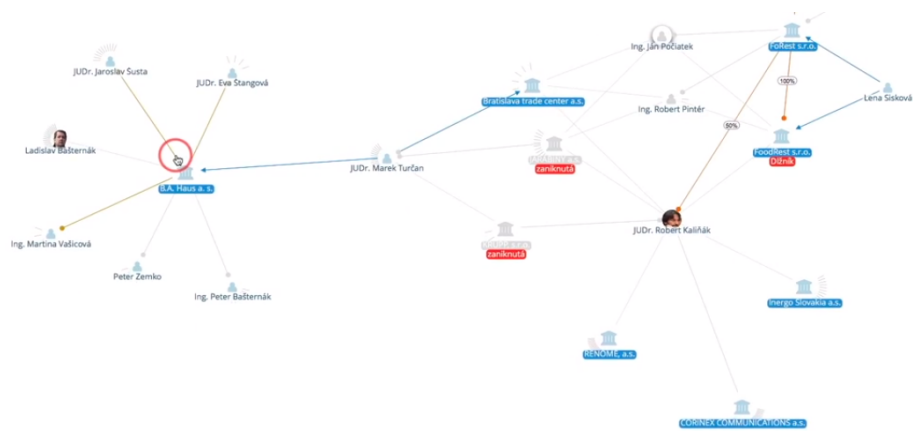 Ing. Ján Počiatek
FoRest s.r.o.
JUDr. Jaroslav Šusta
JUDr. Eva Štangová
100%
Lena Sisková
Bratislava trade center a.s.
Ing. Robert Pintér
50%
Ladislav Bašternák
FoodRest s.r.o.
Dlžník
JUDr. Marek Turčan
zaniknutá
B.A. Haus a. s.
JUDr. Robert Kaliňák
Ing. Martina Vašicová
zaniknutá
Peter Zemko
Ing. Peter Bašternák
Inergo Slovakia a.s.
RENOME, a.s.
CORINEX COMMUNICATIONS a.s.